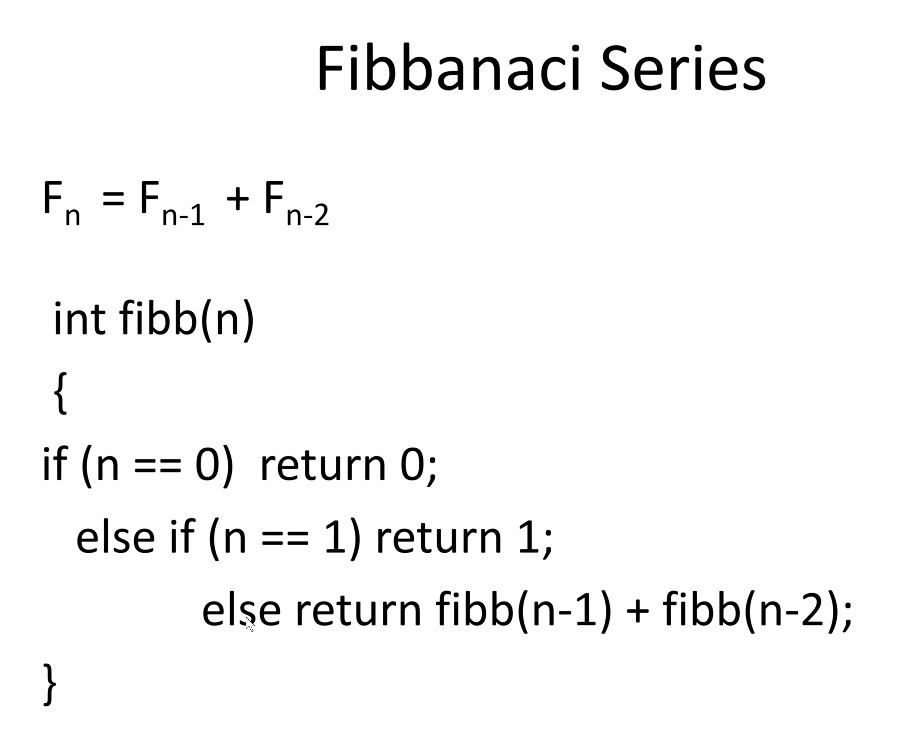 Fibbanaci Series
Fn = Fn-1 + Fn-2
int fibb(n)
{
if (n == 0) return 0;
else if (n == 1) return 1;
else return fibb(n-1) + fibb(n-2);
}